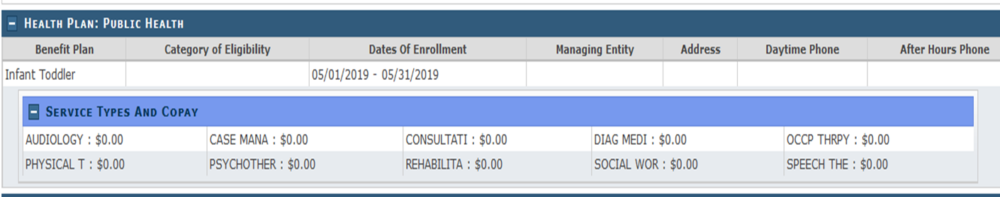 HEALTH PLAN: PUBLIC HEALTH
Benefit Plan Category of Eligibility Dates Of Enrollment Managing Entity Address Daytime Phone After Hours Phone
Infant Toddler 05/01/2019 - 05/31/2019
SERVICE TYPES AND COPAY
AUDIOLOGY : $0.00 CASE MANA : $0.00 CONSULTATI : $0.00 DIAG MEDI : $0.00 OCCP THRPY : $0.00
PHYSICAL T : $0.00 PSYCHOTHER : $0.00 REHABILITA : $0.00 SOCIAL WOR : $0.00 SPEECH THE : $0.00